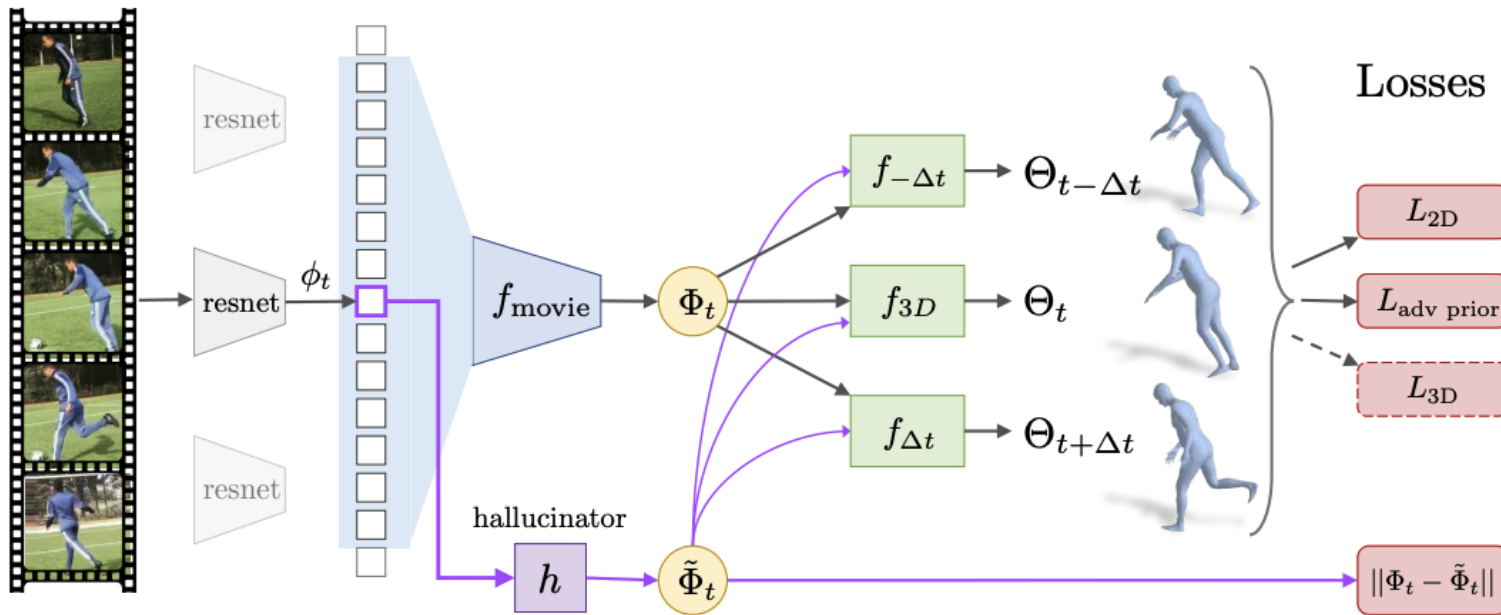 Losses
resnet
resnet
resnet
ϕ_t
f_movie
Φ_t
f_{-Δt}
f_{3D}
f_{Δt}
Θ_{t-Δt}
Θ_t
Θ_{t+Δt}
L_{2D}
L_{adv prior}
L_{3D}
hallucinator
h
Φ̃_t
||Φ_t - Φ̃_t||